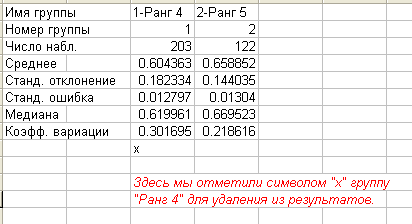 Имя группы 1-Ранг 4 2-Ранг 5
Номер группы 1 2
Число набл. 203 122
Среднее 0.604363 0.658852
Станд. отклонение 0.182334 0.144035
Станд. ошибка 0.012797 0.01304
Медиана 0.619961 0.669523
Коэфф. вариации 0.301695 0.218616
x
Здесь мы отметили символом "x" группу
"Ранг 4" для удаления из результатов.